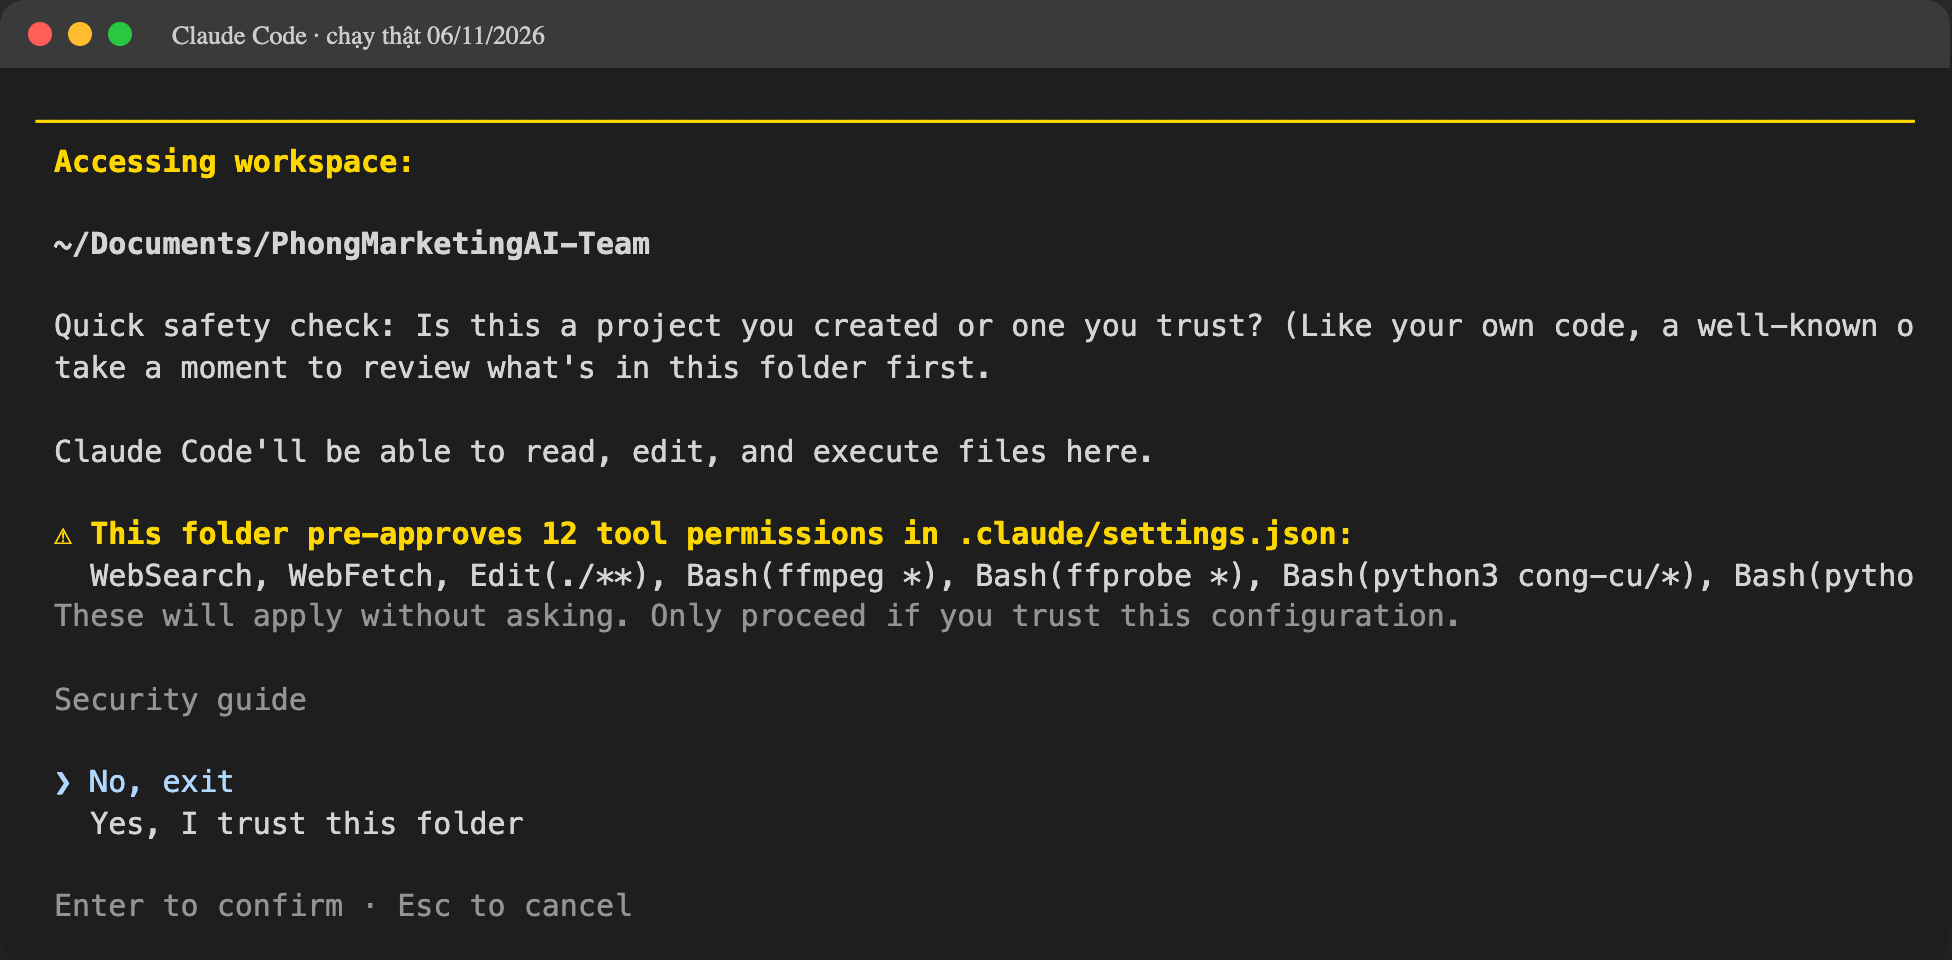 Claude Code · chạy thật 06/11/2026
Accessing workspace:
~/Documents/PhongMarketingAI-Team
Quick safety check: Is this a project you created or one you trust? (Like your own code, a well-known o
take a moment to review what's in this folder first.
Claude Code'll be able to read, edit, and execute files here.
⚠ This folder pre-approves 12 tool permissions in .claude/settings.json:
WebSearch, WebFetch, Edit(./**), Bash(ffmpeg *), Bash(ffprobe *), Bash(python3 cong-cu/*), Bash(pytho
These will apply without asking. Only proceed if you trust this configuration.
Security guide
❯ No, exit
Yes, I trust this folder
Enter to confirm · Esc to cancel